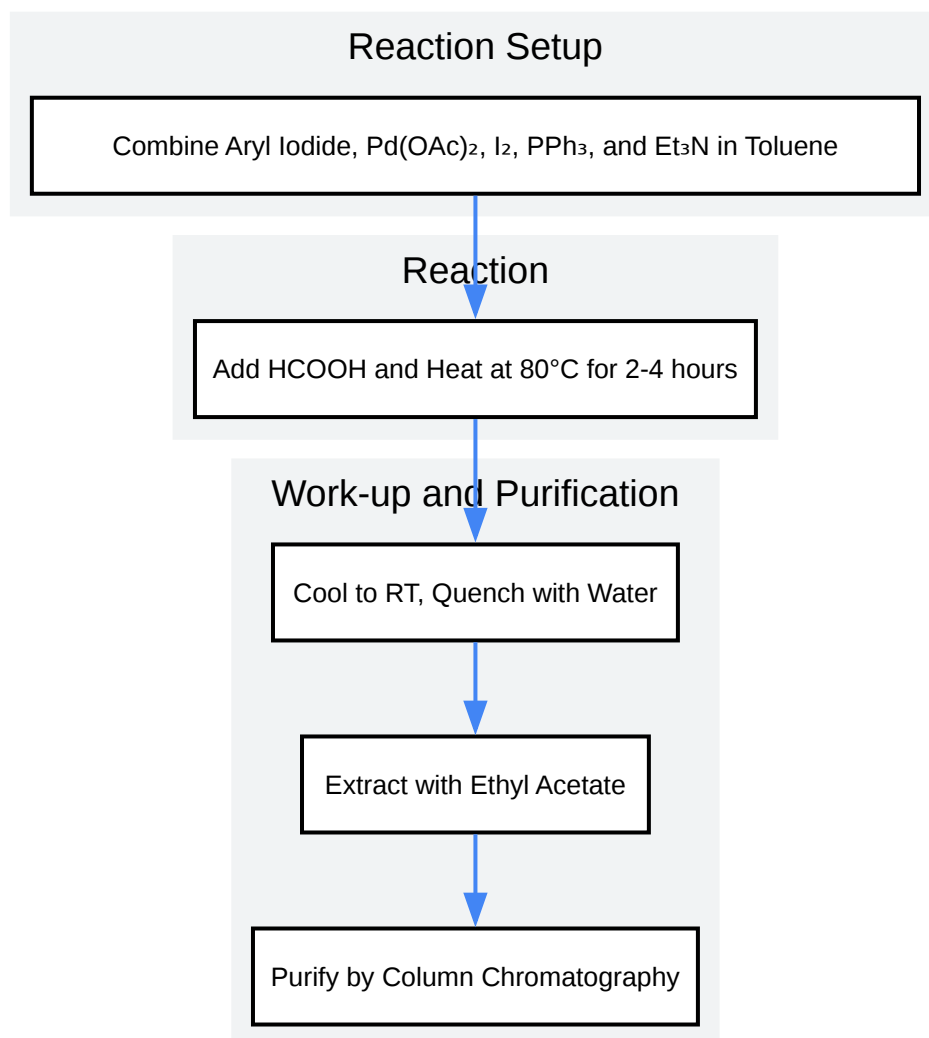 Reaction Setup
Combine Aryl Iodide, Pd(OAc)₂, I₂, PPh₃, and Et₃N in Toluene
Reaction
Add HCOOH and Heat at 80°C for 2-4 hours
Work-up and Purification
Cool to RT, Quench with Water
Extract with Ethyl Acetate
Purify by Column Chromatography